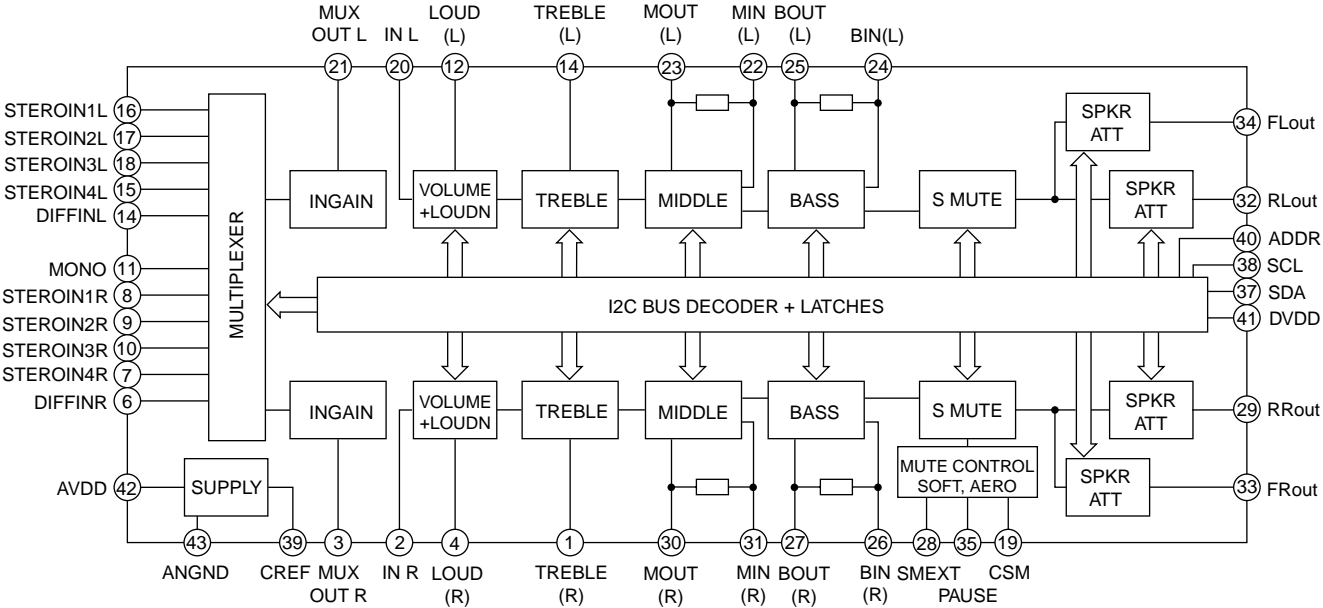 MUX OUT L
IN L
LOUD (L)
TREBLE (L)
MOUT (L)
MIN (L)
BOUT (L)
BIN(L)
21
20
12
14
23
22
25
24
STEROIN1L 16
STEROIN2L 17
STEROIN3L 18
STEROIN4L 15
DIFFINL 14
MONO 11
STEROIN1R 8
STEROIN2R 9
STEROIN3R 10
STEROIN4R 7
DIFFINR 6
AVDD 42
MULTIPLEXER
INGAIN
VOLUME
+LOUDN
TREBLE
MIDDLE
BASS
S MUTE
SPKR
ATT
SPKR
ATT
34 FLout
32 RLout
40 ADDR
38 SCL
37 SDA
41 DVDD
I2C BUS DECODER + LATCHES
INGAIN
VOLUME
+LOUDN
TREBLE
MIDDLE
BASS
S MUTE
SPKR
ATT
29 RRout
SUPPLY
MUTE CONTROL
SOFT, AERO
SPKR
ATT
33 FRout
43
39
3
2
4
1
30
31
27
26
28
35
19
ANGND
CREF
MUX OUT R
IN R
LOUD (R)
TREBLE (R)
MOUT (R)
MIN (R)
BOUT (R)
BIN (R)
SMEXT
PAUSE
CSM